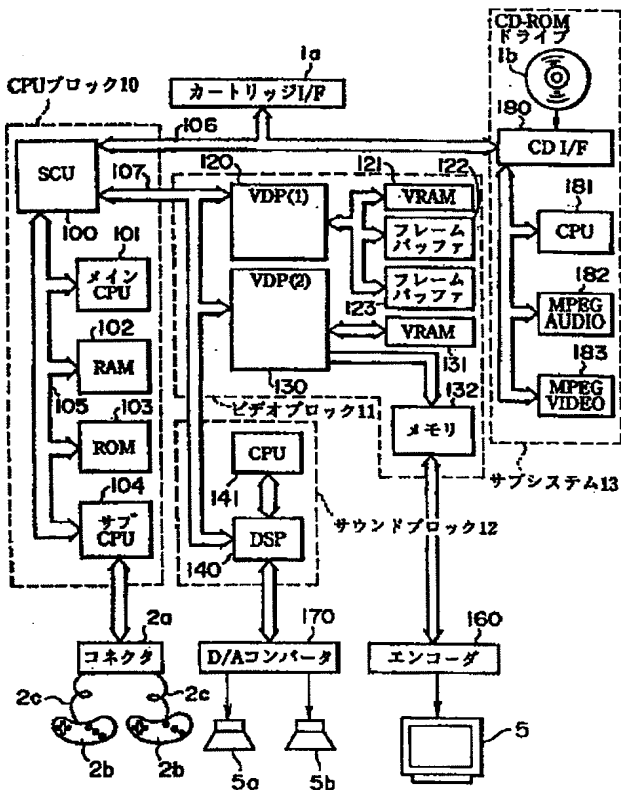 CD-ROM
ドライブ
1b
1a
カートリッジI/F
CPUブロック10
106
180
CD I/F
SCU
100
107
120
VDP(1)
121
122
VRAM
フレーム
バッファ
フレーム
バッファ
123
181
CPU
101
メイン
CPU
VDP(2)
130
VRAM
131
182
MPEG
AUDIO
102
RAM
105
183
MPEG
VIDEO
103
ROM
ビデオブロック11
132
メモリ
サブシステム13
104
サブ
CPU
CPU
141
DSP
140
サウンドブロック12
2a
コネクタ
170
D/Aコンバータ
160
エンコーダ
2c
2c
2b
2b
5a
5b
5